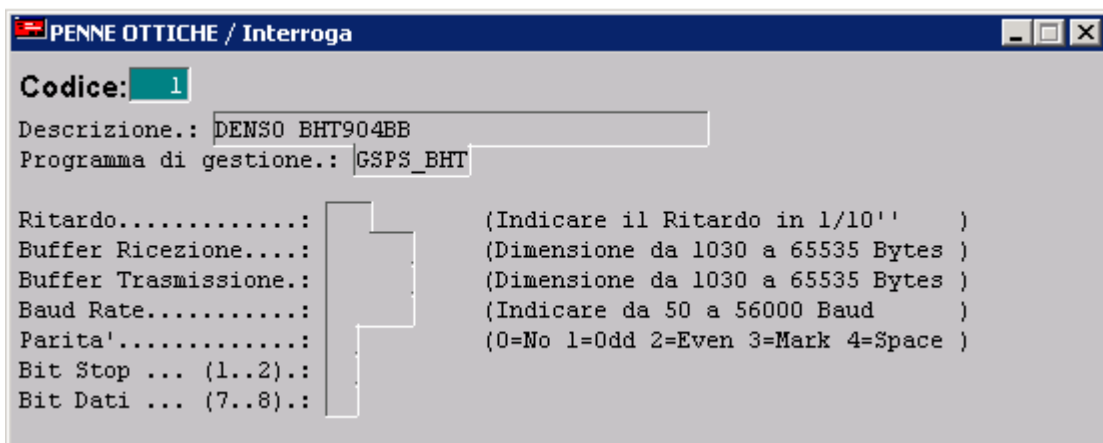 PENNE OTTICHE / Interroga
Codice: 1
Descrizione.: DENSO BHT904BB
Programma di gestione.: GSPS_BHT
Ritardo.............: (Indicare il Ritardo in 1/10'' )
Buffer Ricezione....: (Dimensione da 1030 a 65535 Bytes )
Buffer Trasmissione.: (Dimensione da 1030 a 65535 Bytes )
Baud Rate...........: (Indicare da 50 a 56000 Baud )
Parita'.............: (0=No 1=Odd 2=Even 3=Mark 4=Space )
Bit Stop ... (1..2).:
Bit Dati ... (7..8).: